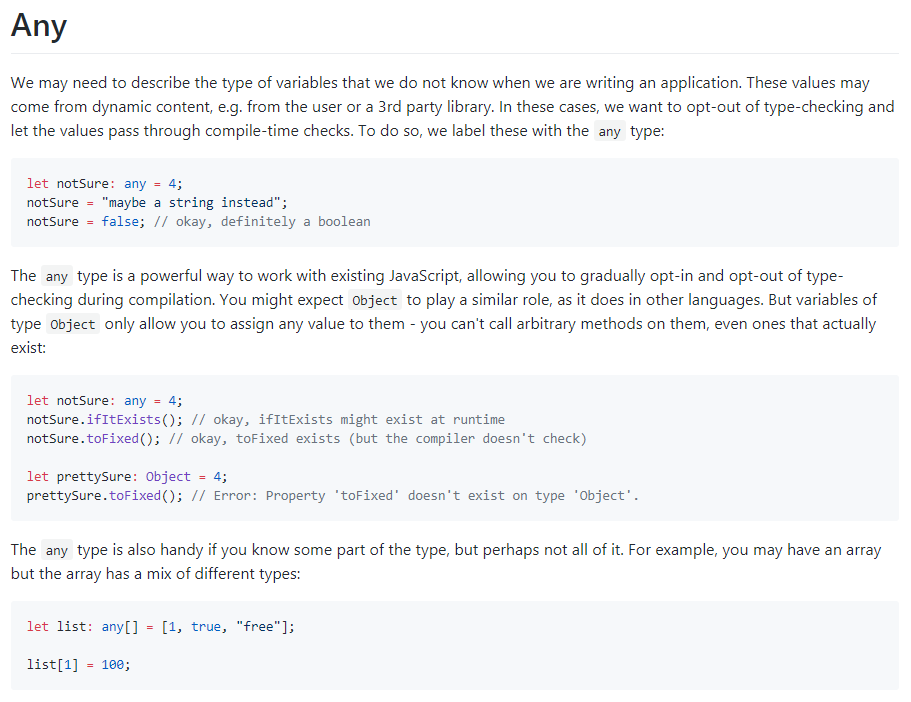 Any
We may need to describe the type of variables that we do not know when we are writing an application. These values may
come from dynamic content, e.g. from the user or a 3rd party library. In these cases, we want to opt-out of type-checking and
let the values pass through compile-time checks. To do so, we label these with the any type:
let notSure: any = 4;
notSure = "maybe a string instead";
notSure = false; // okay, definitely a boolean
The any type is a powerful way to work with existing JavaScript, allowing you to gradually opt-in and opt-out of type-
checking during compilation. You might expect Object to play a similar role, as it does in other languages. But variables of
type Object only allow you to assign any value to them - you can't call arbitrary methods on them, even ones that actually
exist:
let notSure: any = 4;
notSure.ifItExists(); // okay, ifItExists might exist at runtime
notSure.toFixed(); // okay, toFixed exists (but the compiler doesn't check)
let prettySure: Object = 4;
prettySure.toFixed(); // Error: Property 'toFixed' doesn't exist on type 'Object'.
The any type is also handy if you know some part of the type, but perhaps not all of it. For example, you may have an array
but the array has a mix of different types:
let list: any[] = [1, true, "free"];
list[1] = 100;